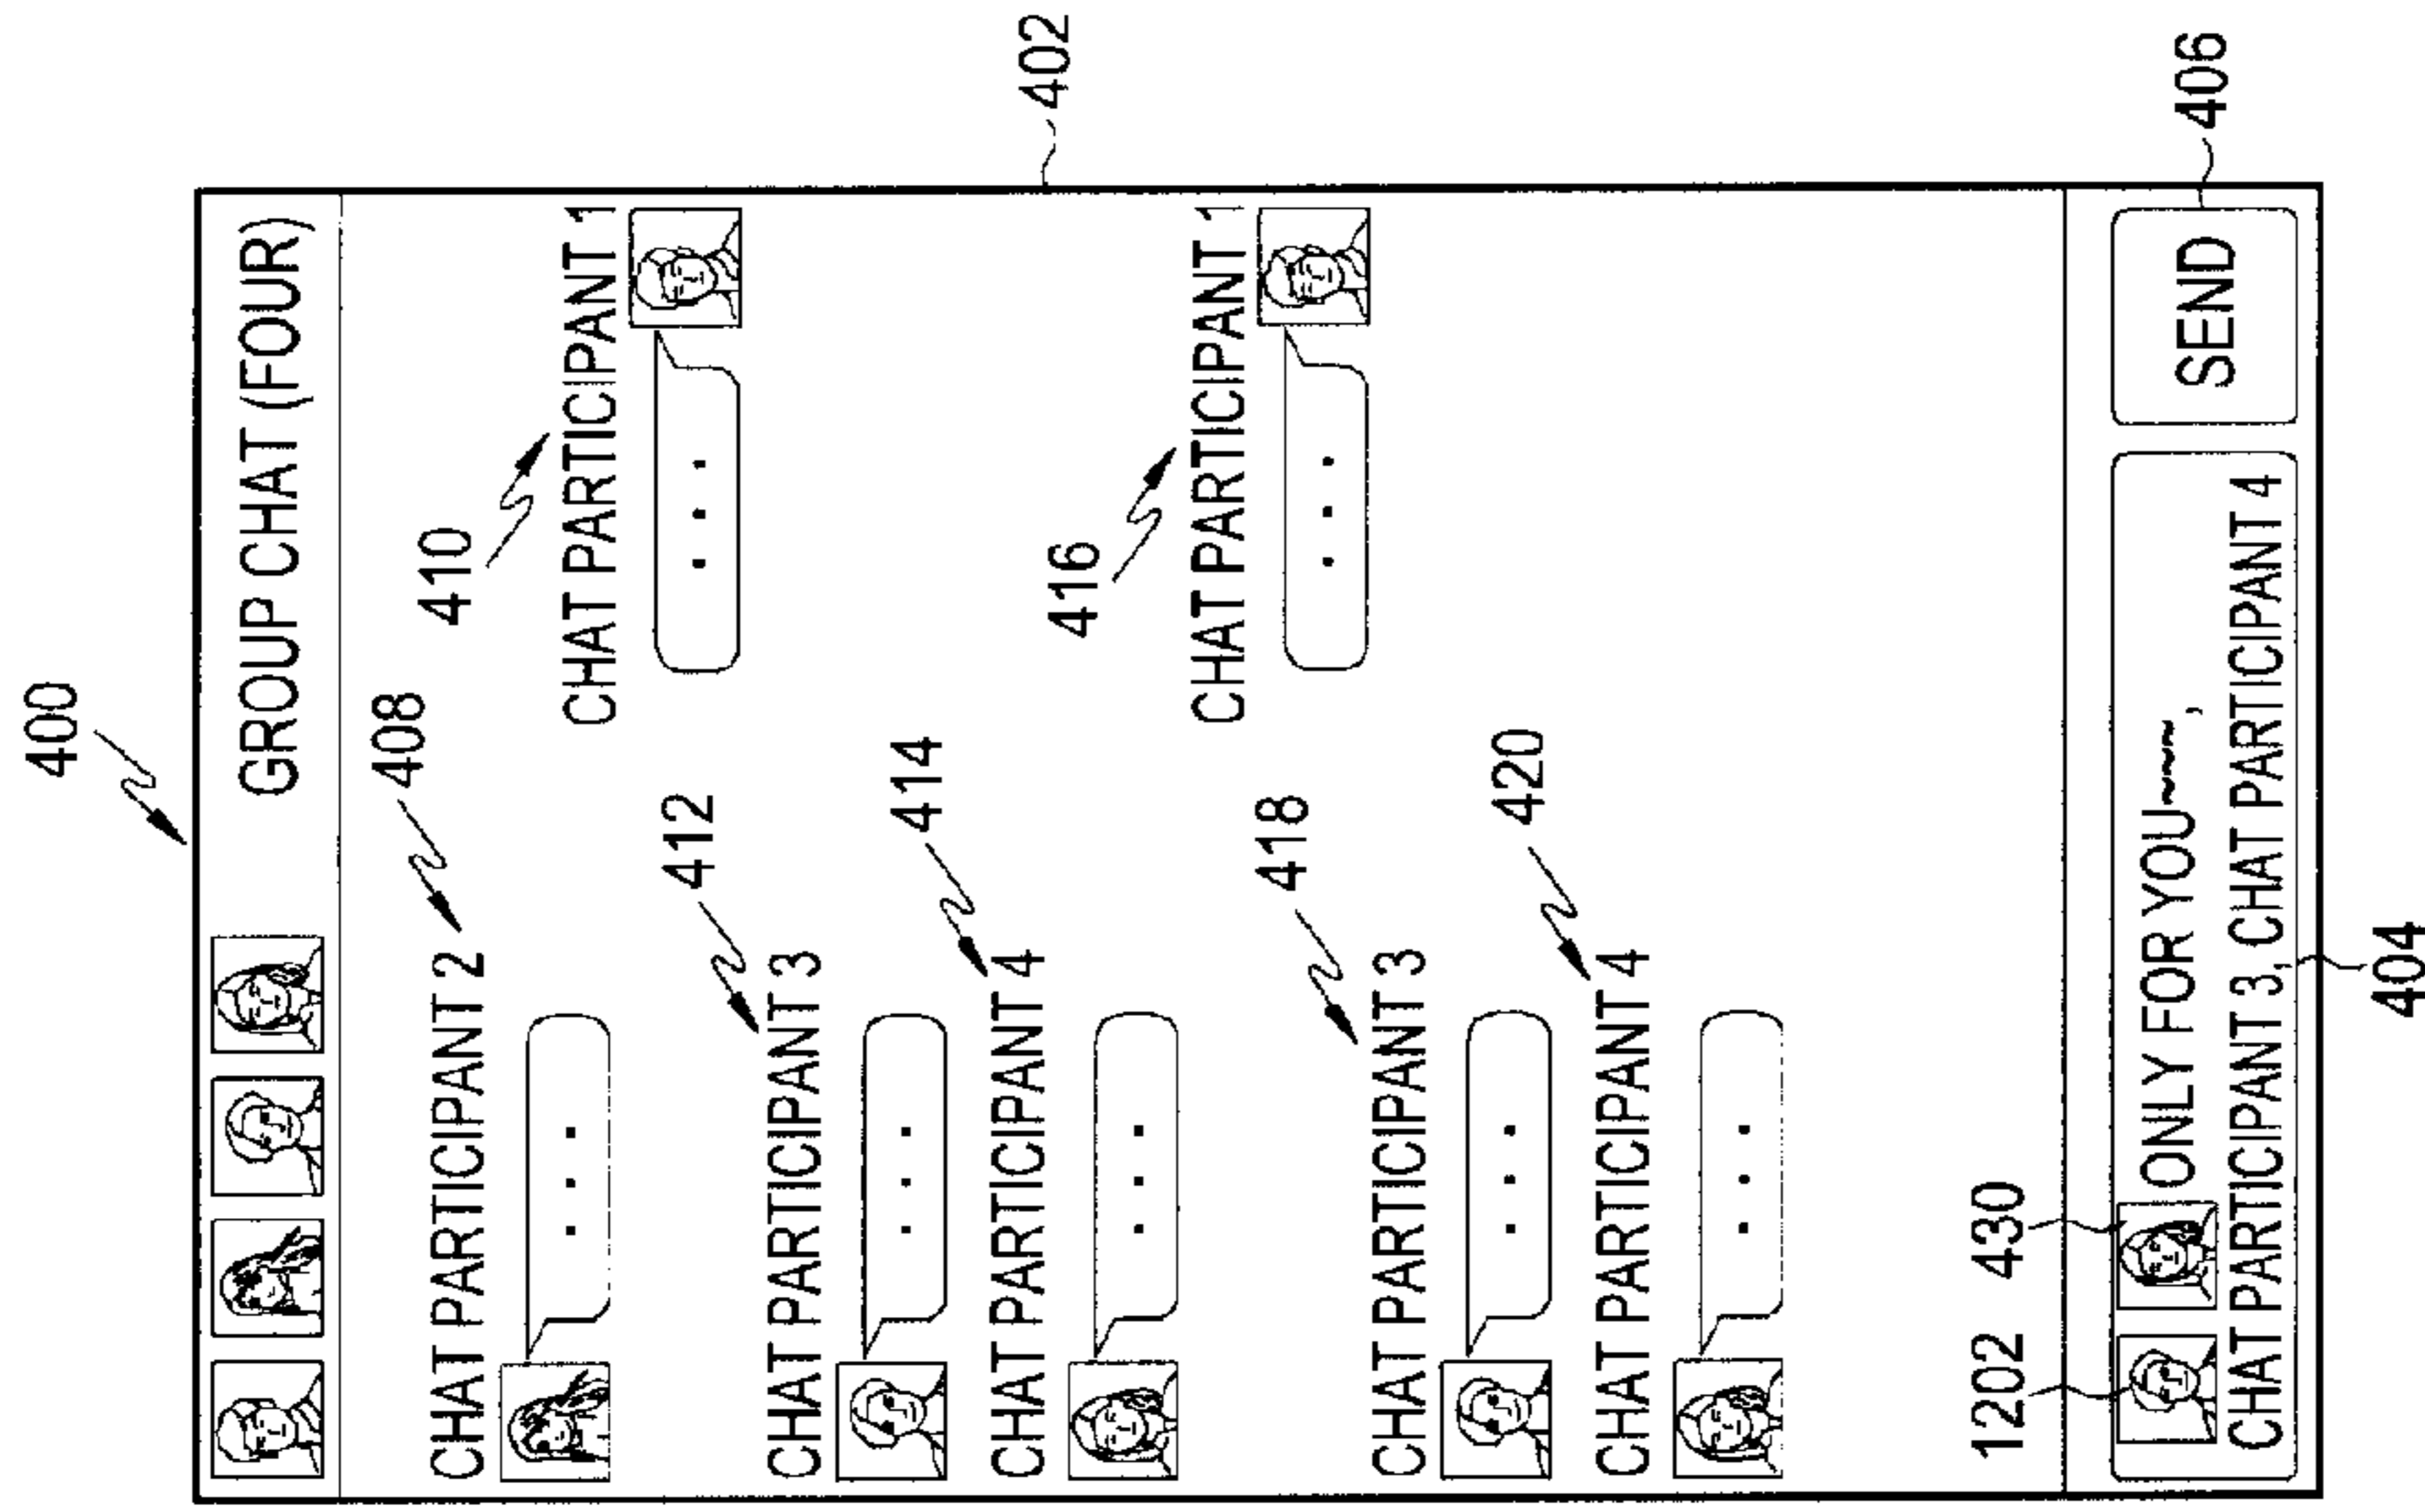 400
GROUP CHAT (FOUR)
408
CHAT PARTICIPANT 2
. . .
410
CHAT PARTICIPANT 1
. . .
402
412
CHAT PARTICIPANT 3
. . .
414
CHAT PARTICIPANT 4
. . .
416
CHAT PARTICIPANT 1
. . .
418
CHAT PARTICIPANT 3
. . .
420
CHAT PARTICIPANT 4
. . .
1202 430
ONLY FOR YOU~~~,
CHAT PARTICIPANT 3, CHAT PARTICIPANT 4
SEND
406
404